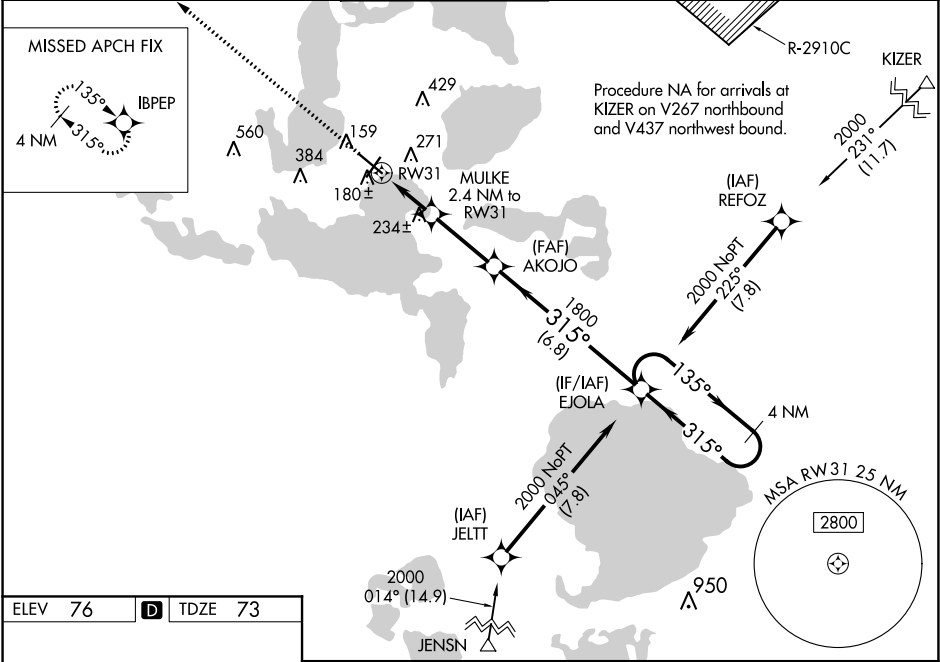 MISSED APCH FIX
135°
IBPEP
4 NM
315°
R-2910C
KIZER
Procedure NA for arrivals at
KIZER on V267 northbound
and V437 northwest bound.
2000
231°
(11.7)
429
560
159
271
384
RW31
180±
MULKE
2.4 NM to
RW31
234±
(IAF)
REFOZ
(FAF)
AKOJO
2000 NoPT
225°
(7.8)
1800
315°
(6.8)
(IF/IAF)
EJOLA
135°
4 NM
315°
2000 NoPT
045°
(7.8)
(IAF)
JELTT
MSA RW31 25 NM
2800
2000
014° (14.9)
950
JENSN
ELEV 76 D TDZE 73